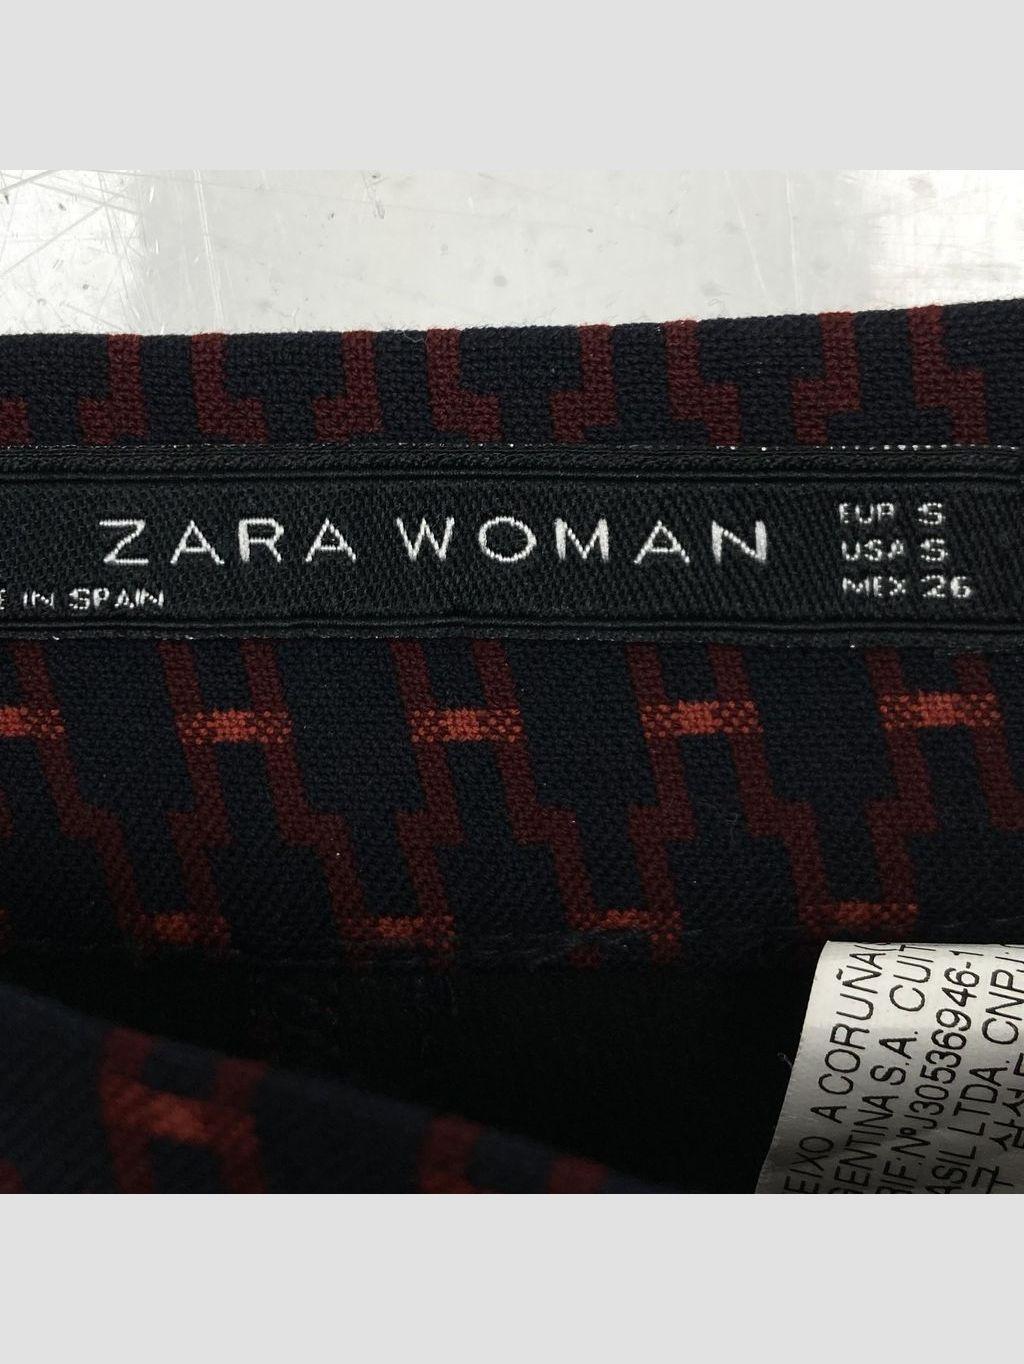 ZARA WOMAN
EUR S
USA S
MEX 26
IN SPAIN
EIXO A CORUÑA
GENTINA S.A. CUIT
RIF: Nº J30536946-1
ASIL LTDA. CNPJ